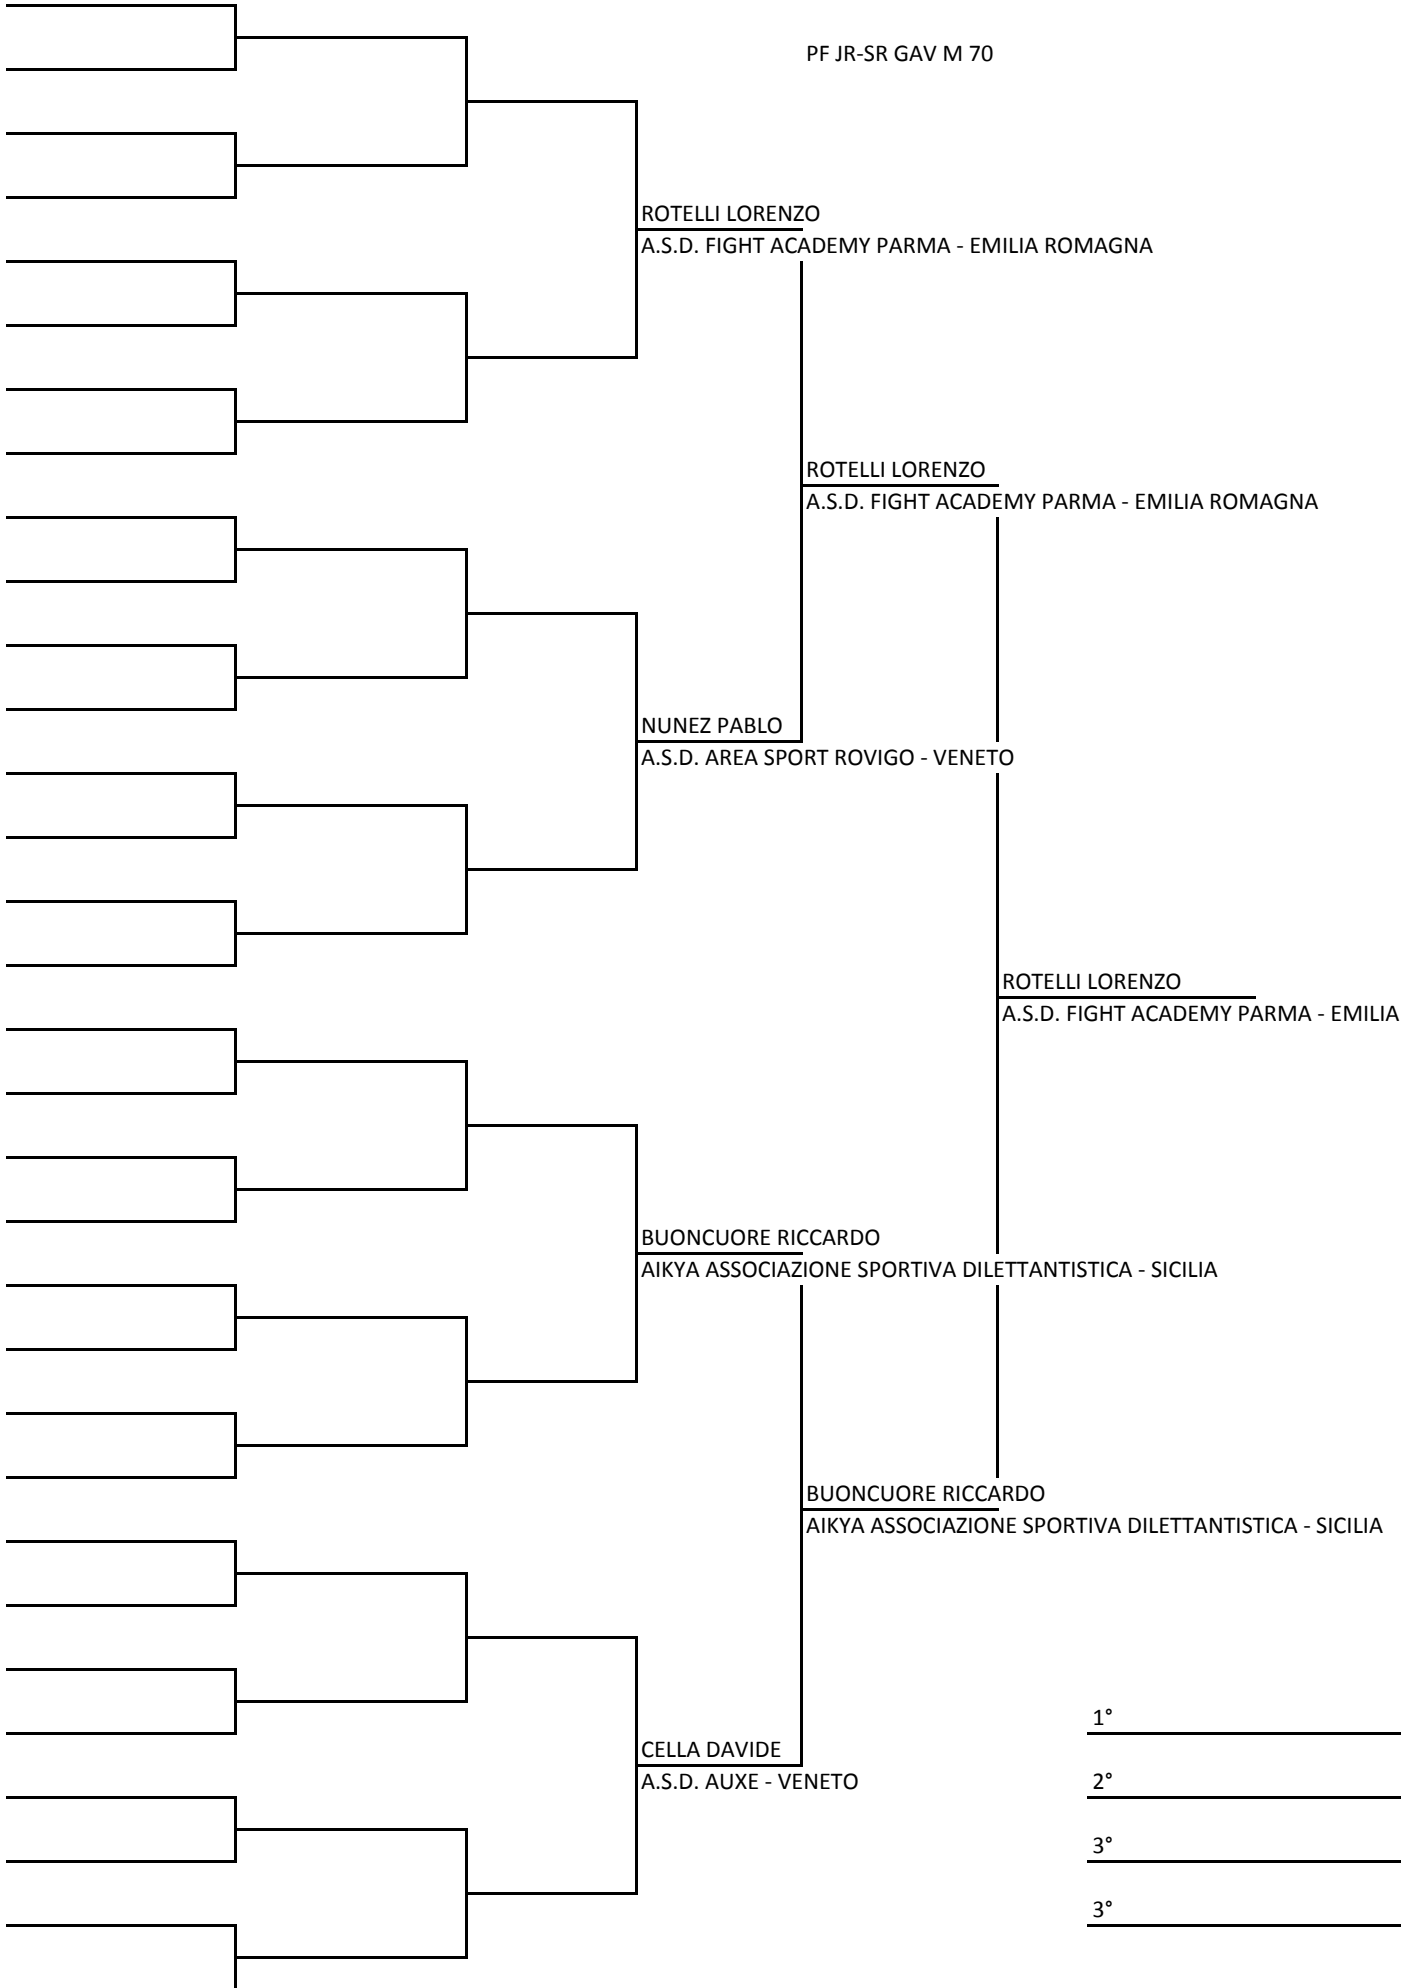 PF JR-SR GAV M 70
ROTELLI LORENZO
A.S.D. FIGHT ACADEMY PARMA - EMILIA ROMAGNA
ROTELLI LORENZO
A.S.D. FIGHT ACADEMY PARMA - EMILIA ROMAGNA
NUNEZ PABLO
A.S.D. AREA SPORT ROVIGO - VENETO
ROTELLI LORENZO
A.S.D. FIGHT ACADEMY PARMA - EMILIA
BUONCUORE RICCARDO
AIKYA ASSOCIAZIONE SPORTIVA DILETTANTISTICA - SICILIA
BUONCUORE RICCARDO
AIKYA ASSOCIAZIONE SPORTIVA DILETTANTISTICA - SICILIA
CELLA DAVIDE
A.S.D. AUXE - VENETO
1°
2°
3°
3°